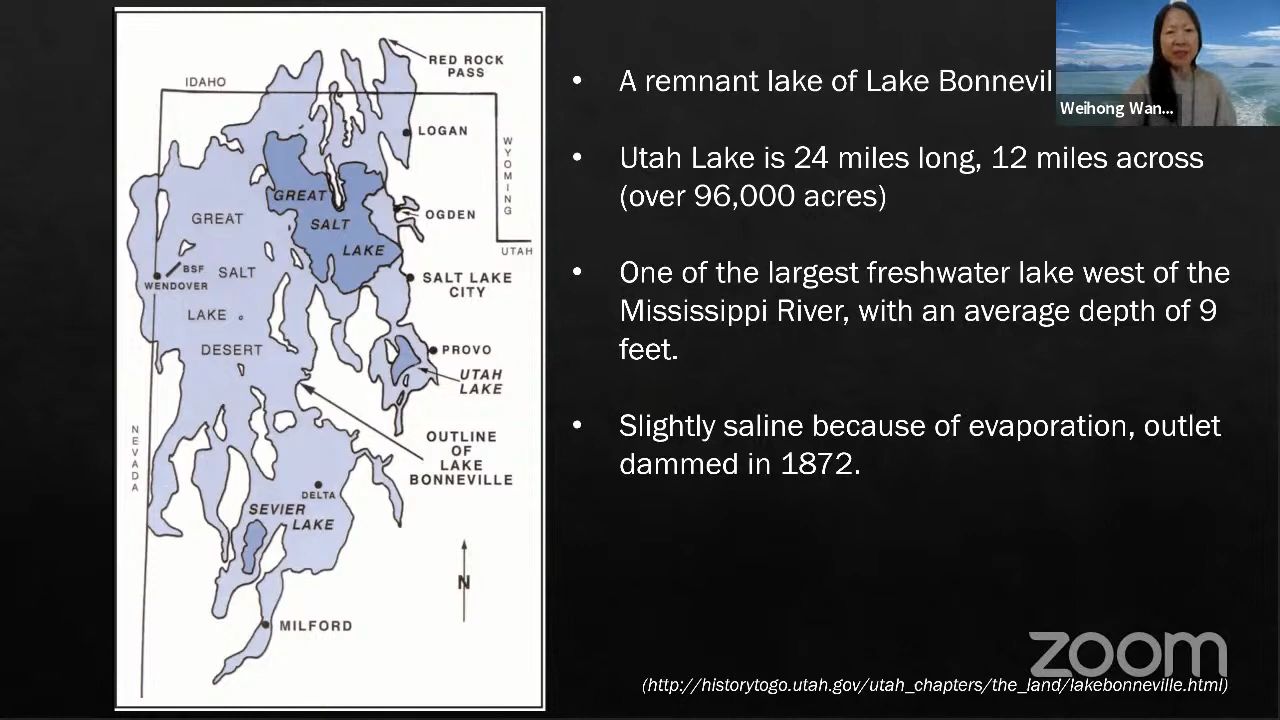 RED ROCK
PASS
IDAHO
LOGAN
WYOMING
GREAT
SALT
LAKE
OGDEN
UTAH
GREAT
SALT
LAKE
DESERT
BSF
WENDOVER
SALT LAKE
CITY
PROVO
UTAH
LAKE
NEVADA
OUTLINE
OF
LAKE
BONNEVILLE
DELTA
SEVIER
LAKE
N
MILFORD
• A remnant lake of Lake Bonnevil
• Utah Lake is 24 miles long, 12 miles across
(over 96,000 acres)
• One of the largest freshwater lake west of the
Mississippi River, with an average depth of 9
feet.
• Slightly saline because of evaporation, outlet
dammed in 1872.
(http://historytogo.utah.gov/utah_chapters/the_land/lakebonneville.html)
Weihong Wan...
zoom